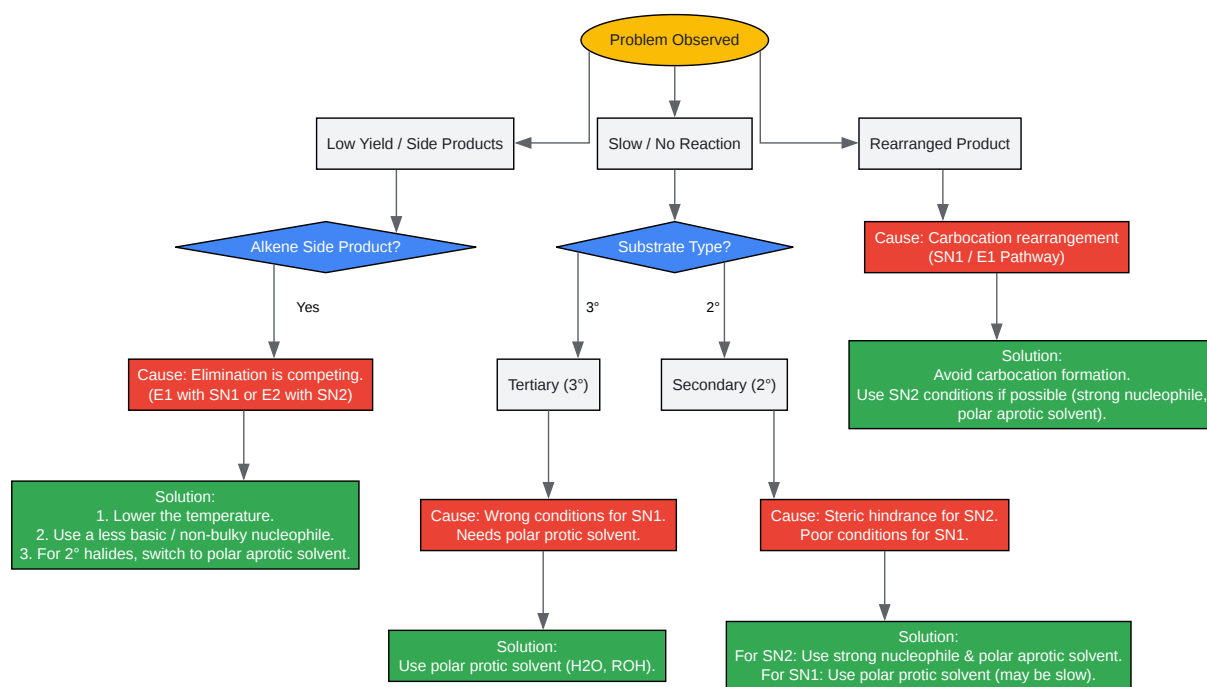 Problem Observed
Low Yield / Side Products
Slow / No Reaction
Rearranged Product
Alkene Side Product?
Substrate Type?
Cause: Carbocation rearrangement
(SN1 / E1 Pathway)
Yes
3°
2°
Cause: Elimination is competing.
(E1 with SN1 or E2 with SN2)
Tertiary (3°)
Secondary (2°)
Solution:
Avoid carbocation formation.
Use SN2 conditions if possible (strong nucleophile,
polar aprotic solvent).
Solution:
1. Lower the temperature.
2. Use a less basic / non-bulky nucleophile.
3. For 2° halides, switch to polar aprotic solvent.
Cause: Wrong conditions for SN1.
Needs polar protic solvent.
Cause: Steric hindrance for SN2.
Poor conditions for SN1.
Solution:
Use polar protic solvent (H2O, ROH).
Solution:
For SN2: Use strong nucleophile & polar aprotic solvent.
For SN1: Use polar protic solvent (may be slow).